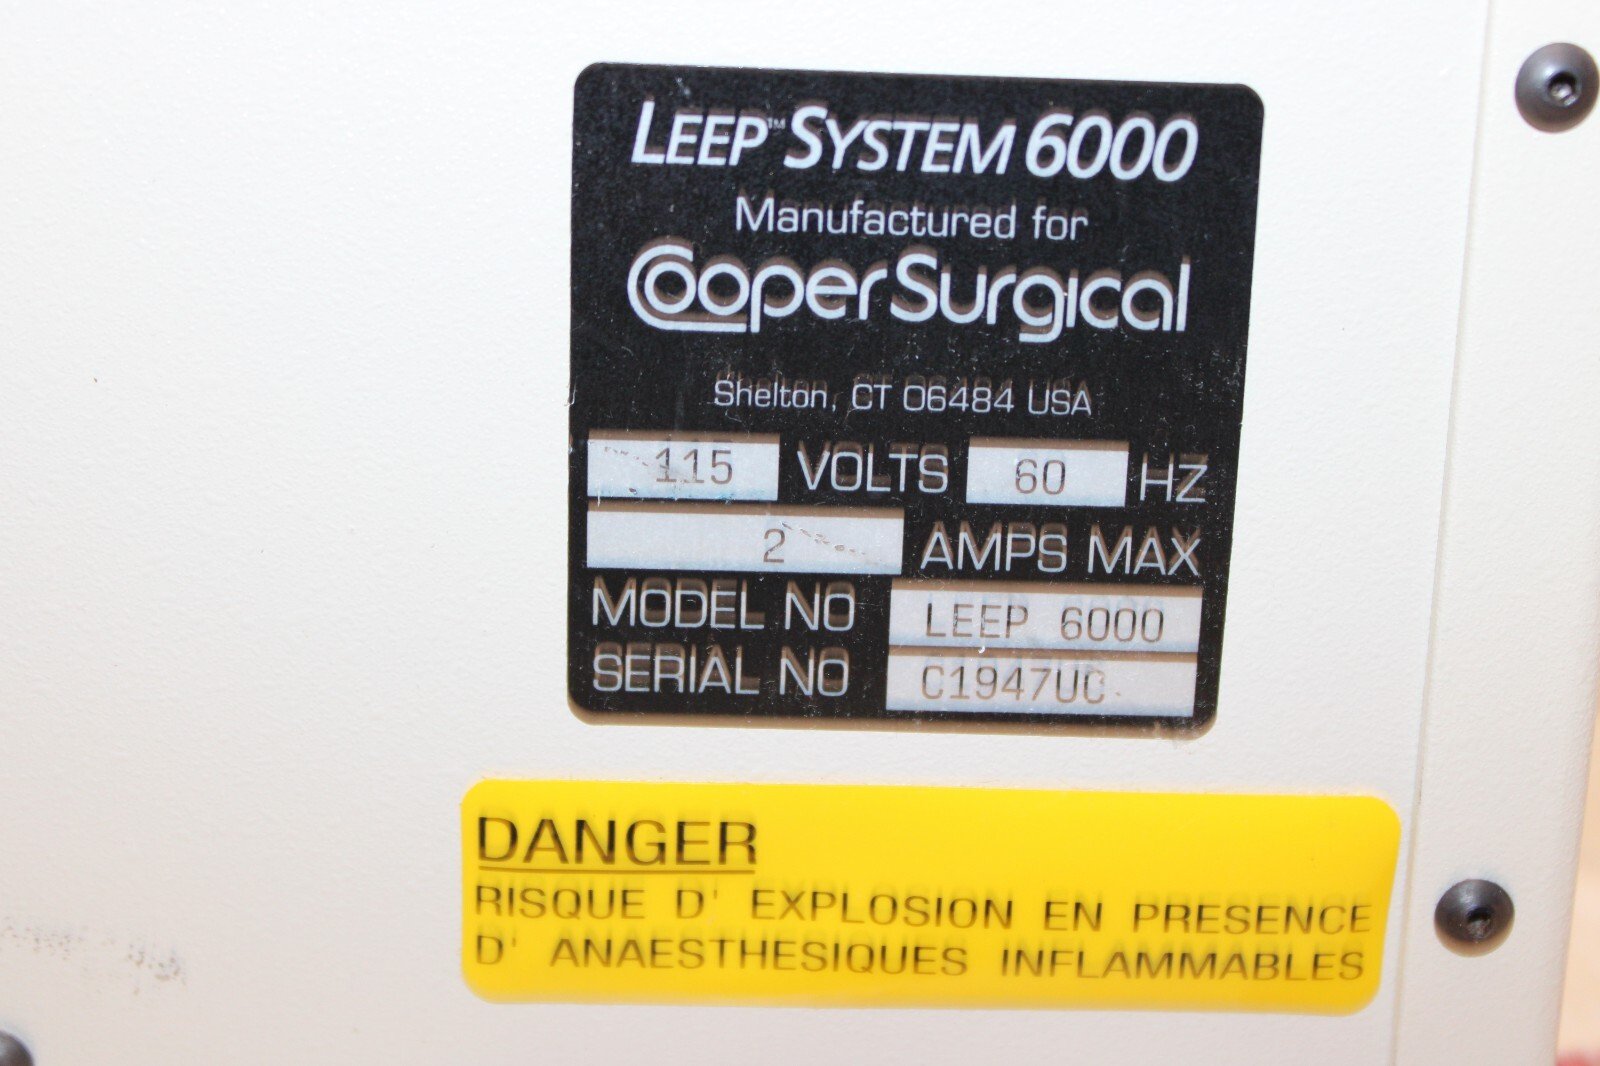 LEEP™ SYSTEM 6000
Manufactured for
CooperSurgical
Shelton, CT 06484 USA
115 VOLTS 60 HZ
2 AMPS MAX
MODEL NO LEEP 6000
SERIAL NO C1947UC
DANGER
RISQUE D' EXPLOSION EN PRESENCE
D' ANAESTHESIQUES INFLAMMABLES